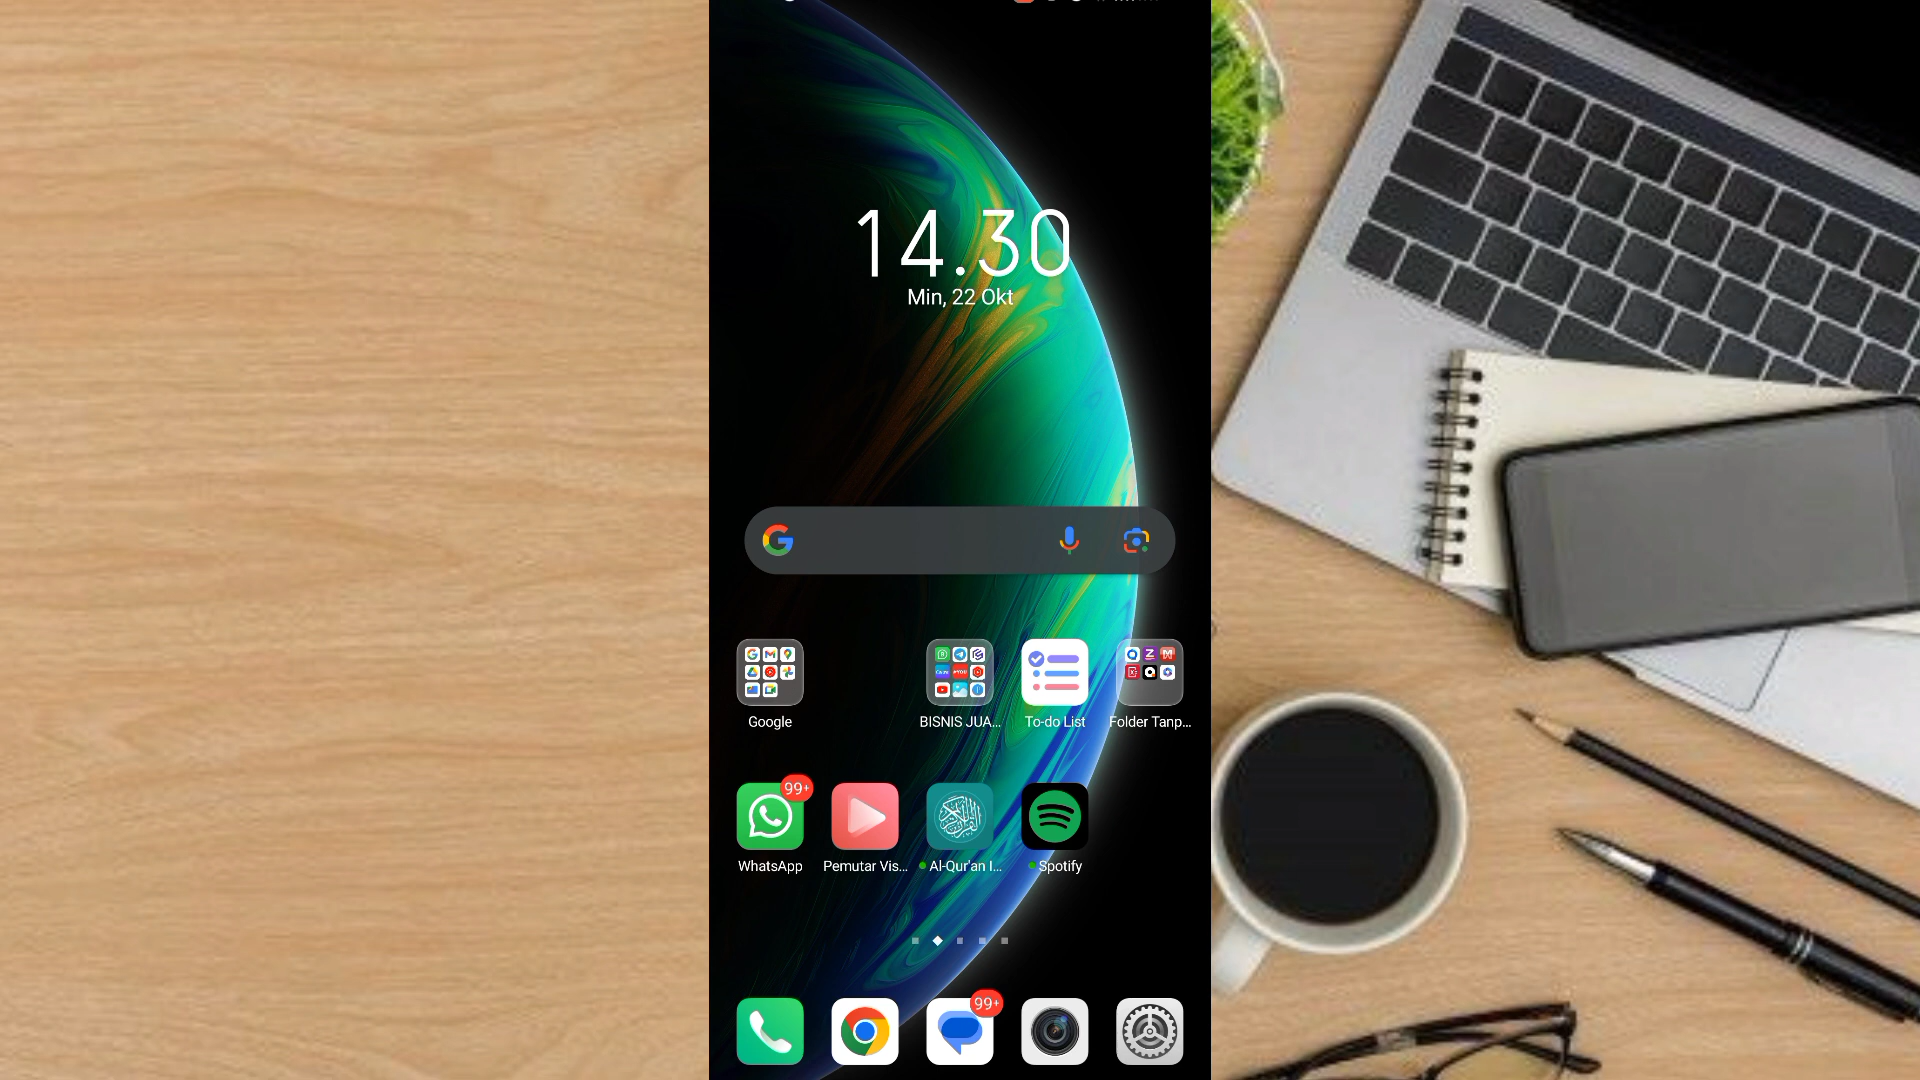 14.30
Min, 22 Okt
Google
BISNIS JUA...
To-do List
Folder Tanp...
99+
WhatsApp
Pemutar Vis...
Al-Qur'an I...
Spotify
99+